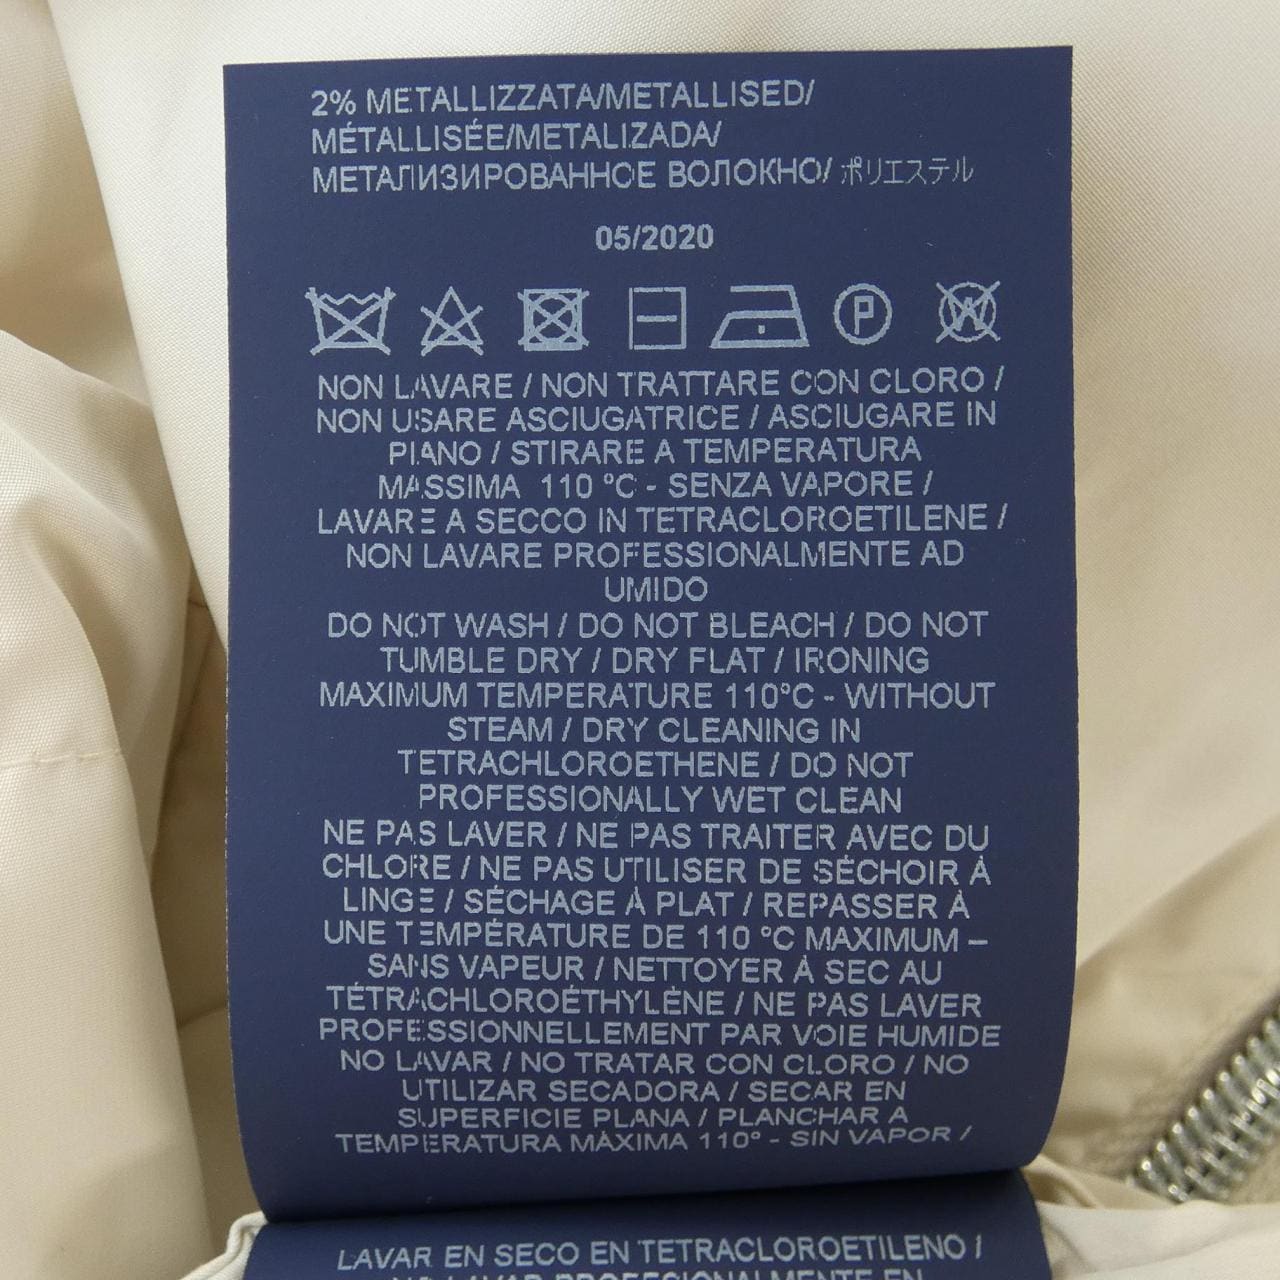 2% METALLIZZATA/METALLISED/
MÉTALLISÉE/METALIZADA/
МЕТАЛИЗИРОВАННОЕ ВОЛОКНО/ ポリエステル
05/2020
P
W
NON LAVARE / NON TRATTARE CON CLORO /
NON USARE ASCIUGATRICE / ASCIUGARE IN
PIANO / STIRARE A TEMPERATURA
MASSIMA 110 °C - SENZA VAPORE /
LAVARE A SECCO IN TETRACLOROETILENE /
NON LAVARE PROFESSIONALMENTE AD
UMIDO
DO NOT WASH / DO NOT BLEACH / DO NOT
TUMBLE DRY / DRY FLAT / IRONING
MAXIMUM TEMPERATURE 110°C - WITHOUT
STEAM / DRY CLEANING IN
TETRACHLOROETHENE / DO NOT
PROFESSIONALLY WET CLEAN
NE PAS LAVER / NE PAS TRAITER AVEC DU
CHLORE / NE PAS UTILISER DE SÉCHOIR À
LINGE / SÉCHAGE À PLAT / REPASSER À
UNE TEMPÉRATURE DE 110 °C MAXIMUM –
SANS VAPEUR / NETTOYER À SEC AU
TÉTRACHLOROÉTHYLÈNE / NE PAS LAVER
PROFESSIONNELLEMENT PAR VOIE HUMIDE
NO LAVAR / NO TRATAR CON CLORO / NO
UTILIZAR SECADORA / SECAR EN
SUPERFICIE PLANA / PLANCHAR A
TEMPERATURA MÁXIMA 110° - SIN VAPOR /
LAVAR EN SECO EN TETRACLOROETILENO /
NO LAVAR PROFESIONALMENTE EN